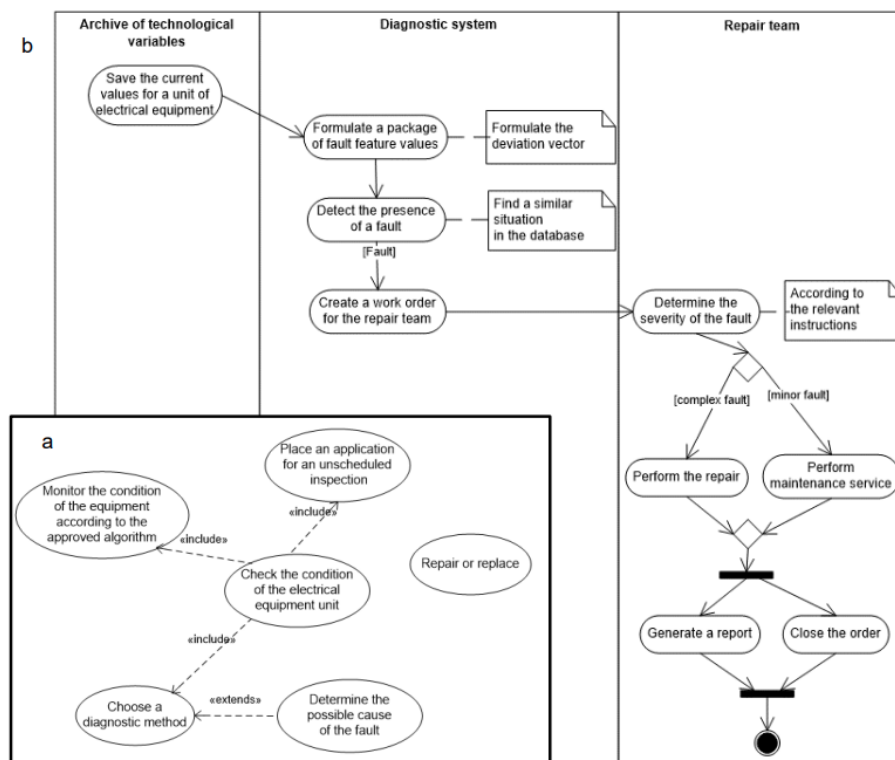 Archive of technological
variables
Diagnostic system
Repair team
b
Save the current
values for a unit of
electrical equipment
Formulate a package
of fault feature values
Formulate the
deviation vector
Detect the presence
of a fault
Find a similar
situation
in the database
[Fault]
Create a work order
for the repair team
Determine the
severity of the fault
According to
the relevant
instructions
[complex fault]
[minor fault]
Perform the repair
Perform
maintenance service
Generate a report
Close the order
a
Place an application
for an unscheduled
inspection
Monitor the condition
of the equipment
according to the
approved algorithm
«include»
«include»
Check the condition
of the electrical
equipment unit
Repair or replace
«include»
Choose a
diagnostic method
«extends»
Determine the
possible cause
of the fault